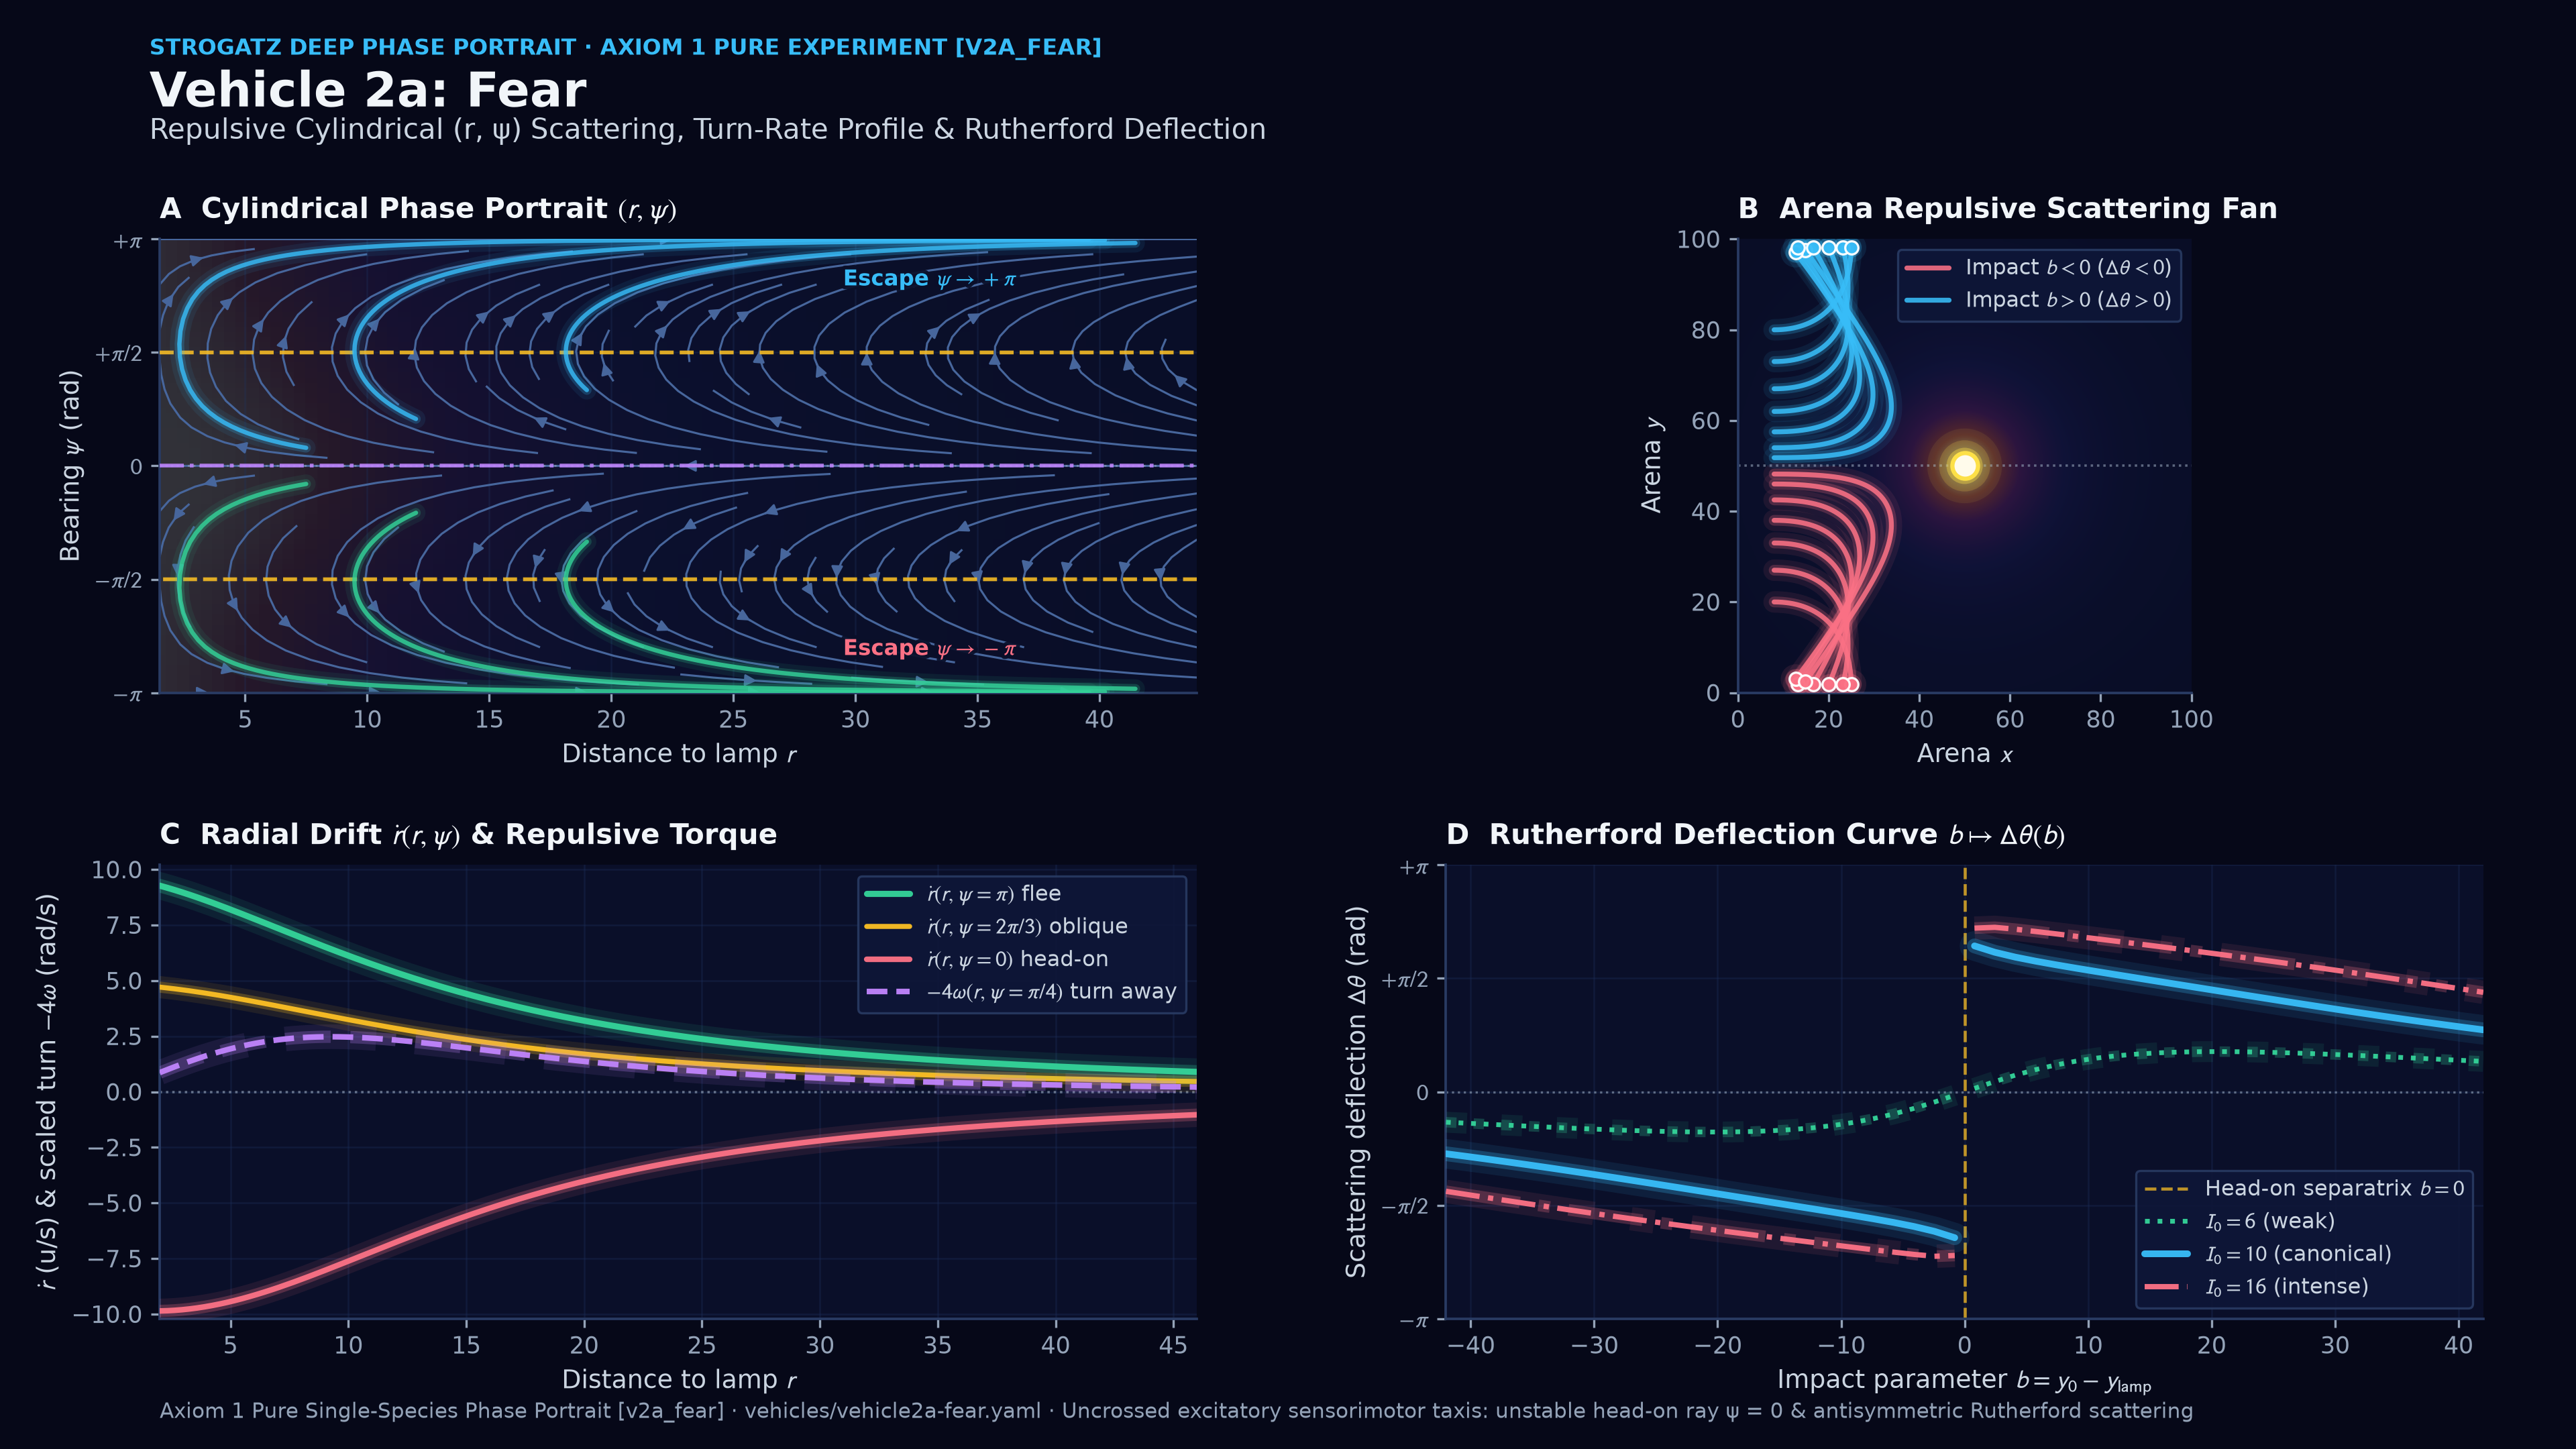 STROGATZ DEEP PHASE PORTRAIT · AXIOM 1 PURE EXPERIMENT [V2A_FEAR]
Vehicle 2a: Fear
Repulsive Cylindrical (r, ψ) Scattering, Turn-Rate Profile & Rutherford Deflection
A Cylindrical Phase Portrait (r, ψ)
+π
+π/2
0
−π/2
−π
Bearing ψ (rad)
Escape ψ → + π
Escape ψ → − π
5 10 15 20 25 30 35 40
Distance to lamp r
B Arena Repulsive Scattering Fan
100
80
60
40
20
0
Arena y
Impact b < 0 (Δθ < 0)
Impact b > 0 (Δθ > 0)
0 20 40 60 80 100
Arena x
C Radial Drift ṙ(r, ψ) & Repulsive Torque
10.0
7.5
5.0
2.5
0.0
−2.5
−5.0
−7.5
−10.0
ṙ (u/s) & scaled turn −4ω (rad/s)
ṙ(r, ψ = π) flee
ṙ(r, ψ = 2π/3) oblique
ṙ(r, ψ = 0) head-on
−4ω(r, ψ = π/4) turn away
5 10 15 20 25 30 35 40 45
Distance to lamp r
D Rutherford Deflection Curve b ↦ Δθ(b)
+π
+π/2
0
−π/2
−π
Scattering deflection Δθ (rad)
Head-on separatrix b = 0
I₀ = 6 (weak)
I₀ = 10 (canonical)
I₀ = 16 (intense)
−40 −30 −20 −10 0 10 20 30 40
Impact parameter b = y₀ − y_lamp
Axiom 1 Pure Single-Species Phase Portrait [v2a_fear] · vehicles/vehicle2a-fear.yaml · Uncrossed excitatory sensorimotor taxis: unstable head-on ray ψ = 0 & antisymmetric Rutherford scattering